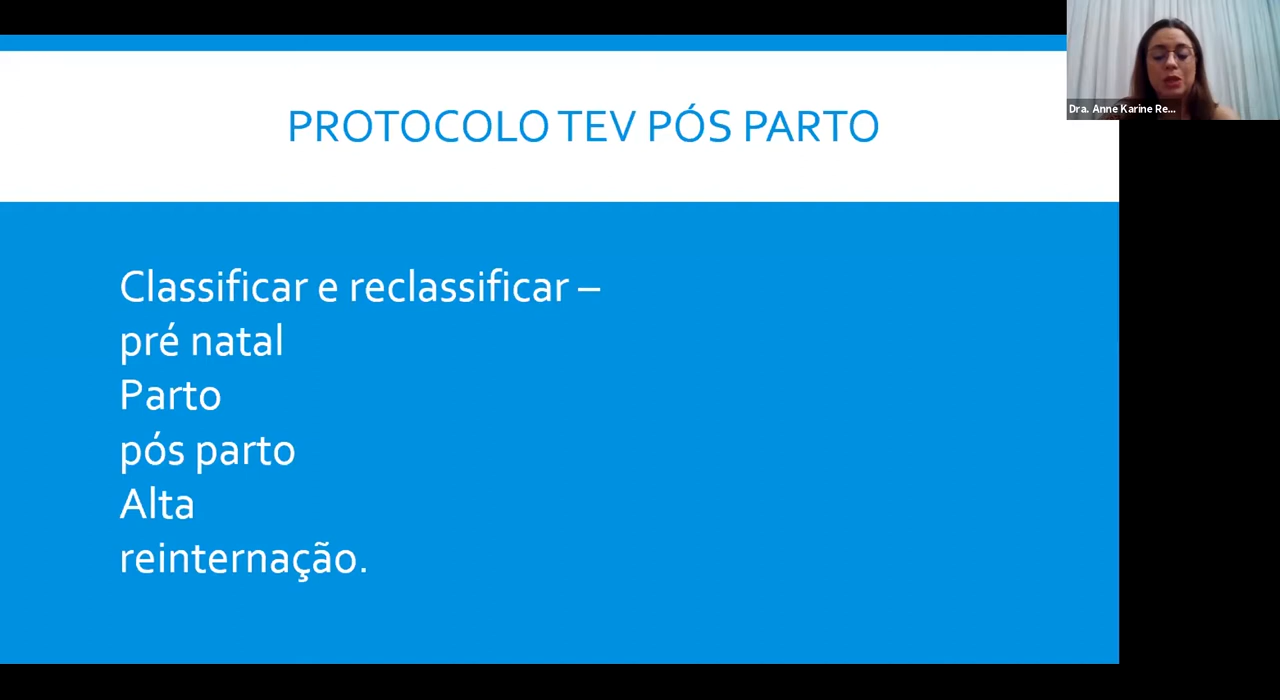 PROTOCOLO TEV PÓS PARTO
Dra. Anne Karine Re...
Classificar e reclassificar –
pré natal
Parto
pós parto
Alta
reinternação.